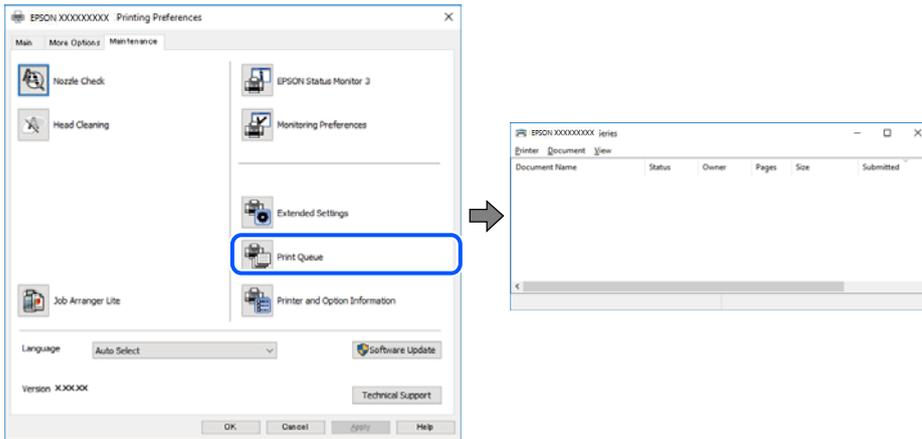 EPSON XXXXXXXXX Printing Preferences
Main More Options Maintenance
Nozzle Check
Head Cleaning
Job Arranger Lite
EPSON Status Monitor 3
Monitoring Preferences
Extended Settings
Print Queue
Printer and Option Information
Language Auto Select Software Update
Version X.XX.XX
Technical Support
OK Cancel Apply Help
EPSON XXXXXXXXX ieries
Printer Document View
Document Name Status Owner Pages Size Submitted